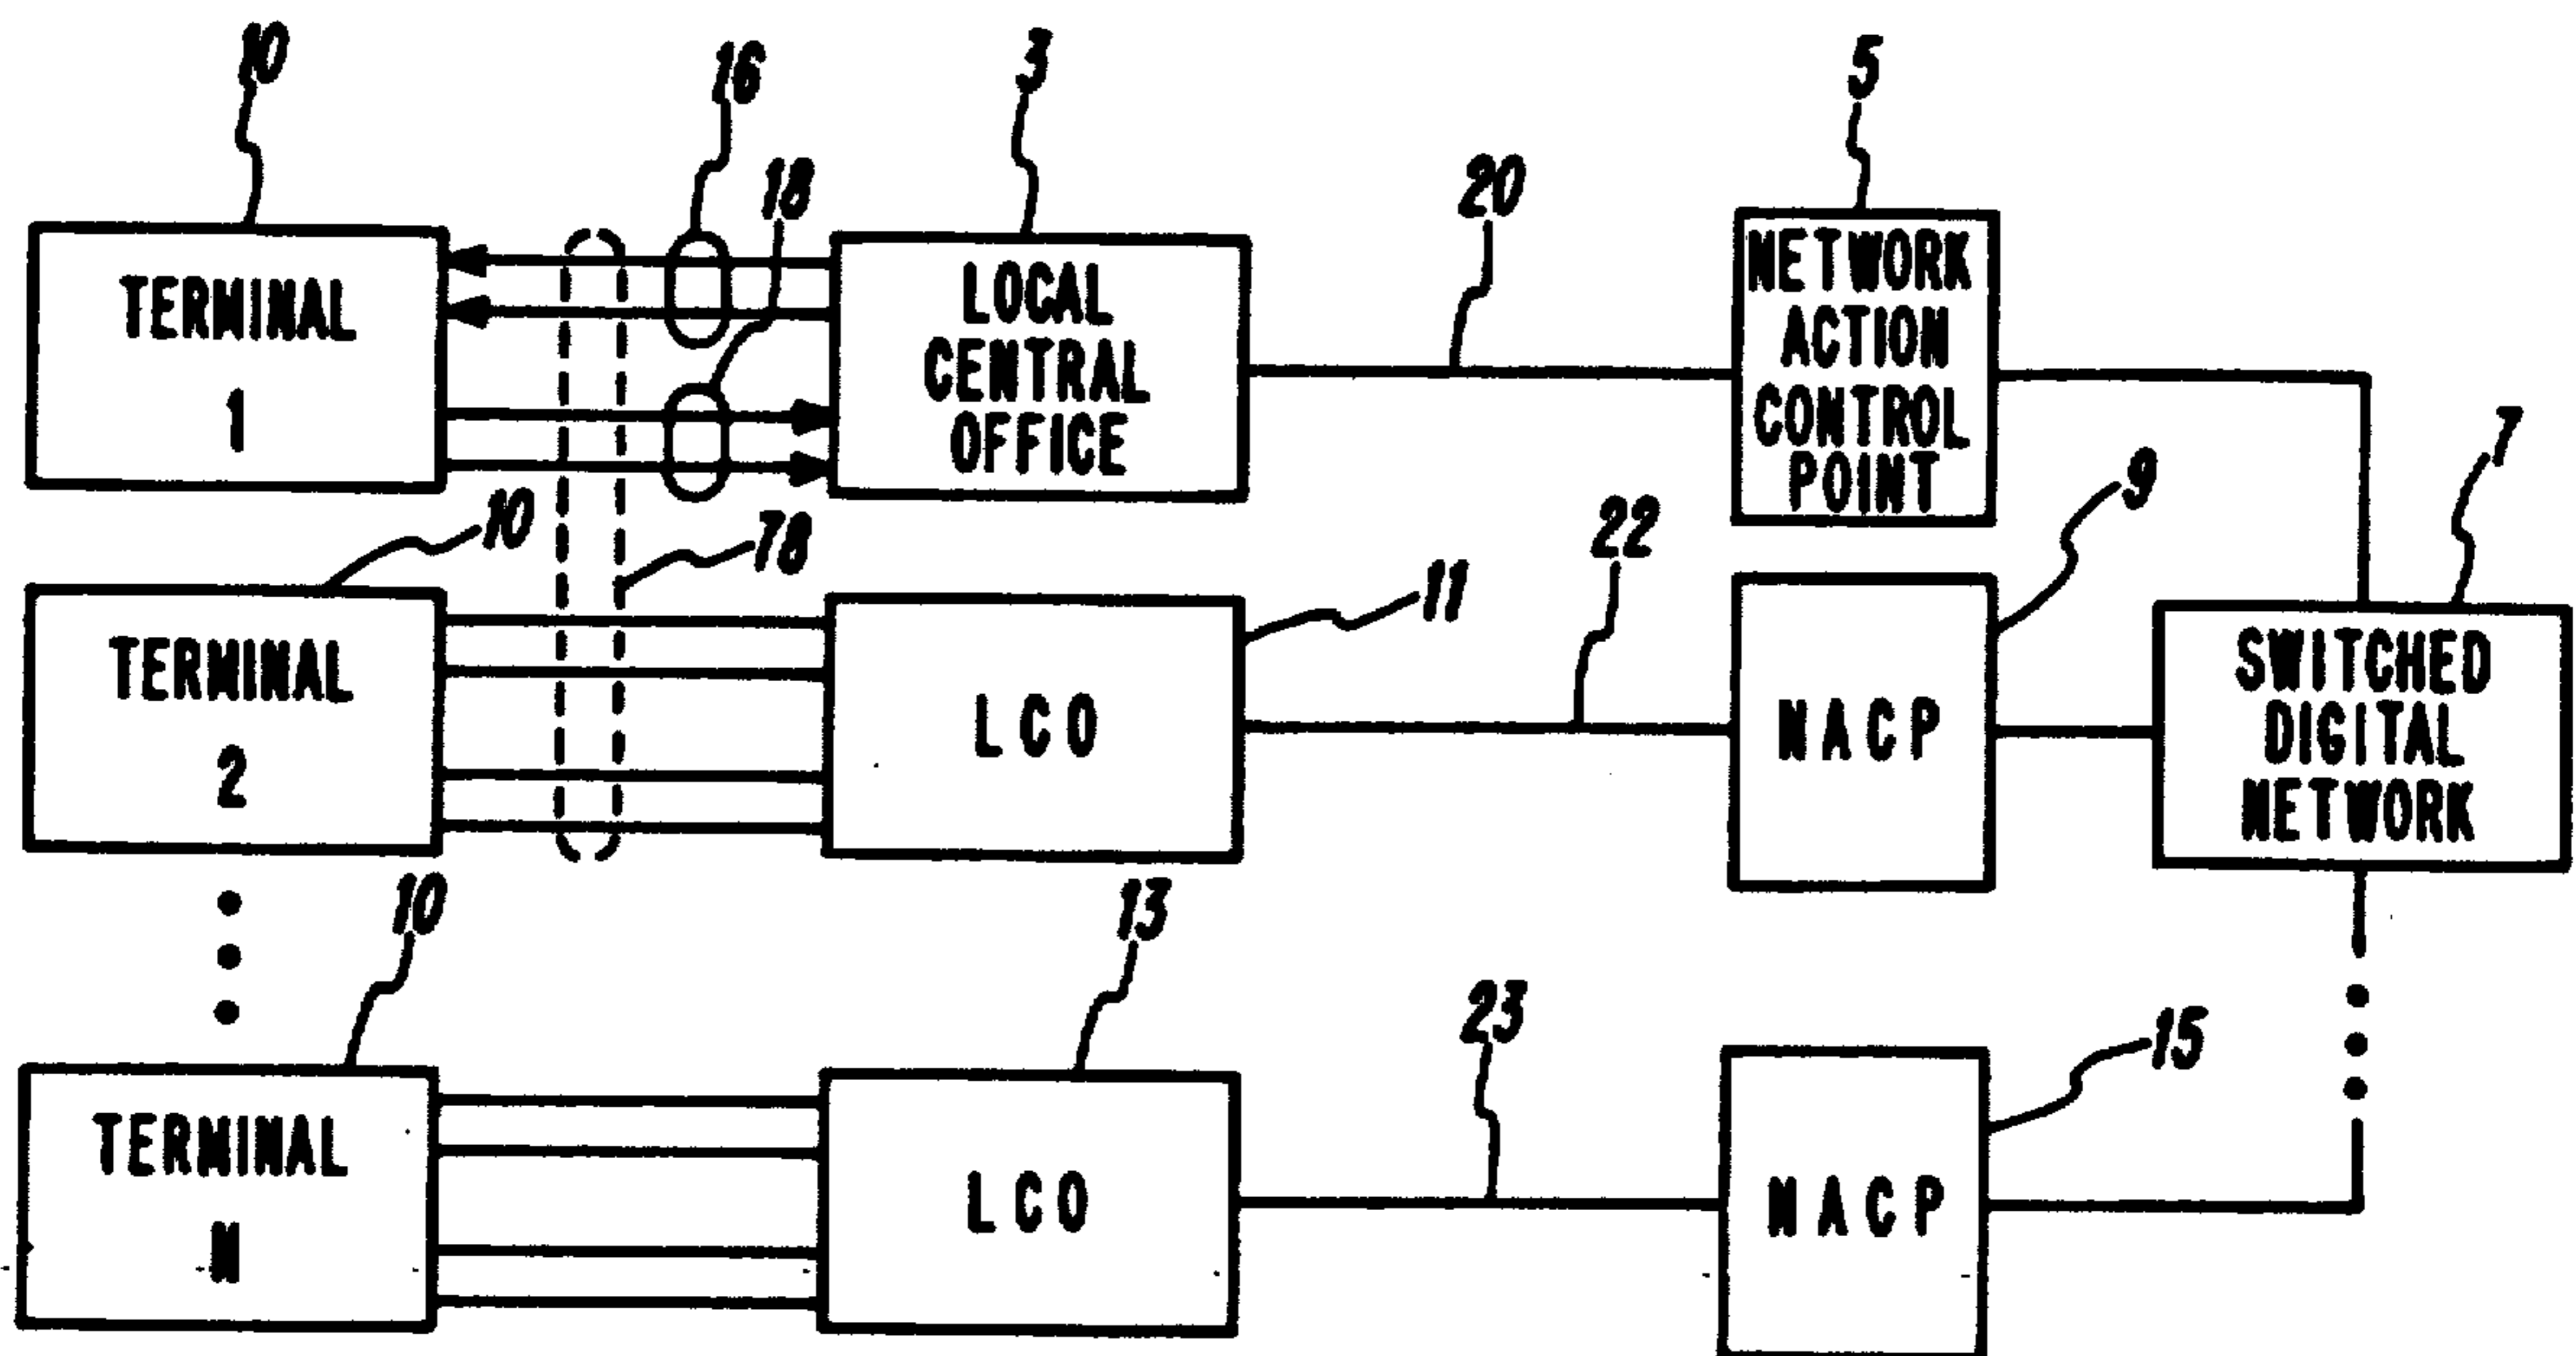 10
16
3
5
18
20
TERMINAL
1
LOCAL
CENTRAL
OFFICE
NETWORK
ACTION
CONTROL
POINT
7
9
10
78
22
11
TERMINAL
2
LCO
NACP
SWITCHED
DIGITAL
NETWORK
10
13
23
15
TERMINAL
N
LCO
NACP